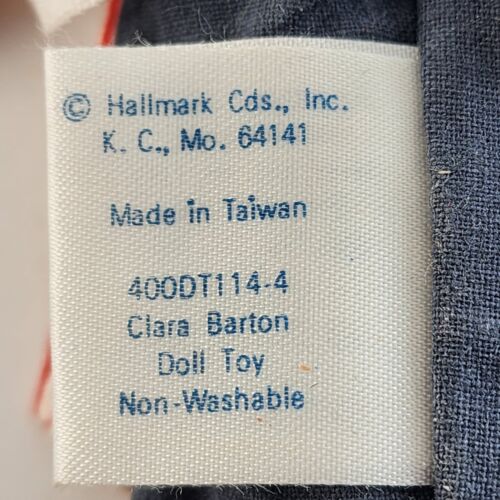 © Hallmark Cds., Inc.
K. C., Mo. 64141
Made in Taiwan
400DT114-4
Clara Barton
Doll Toy
Non-Washable